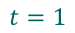 t = 1